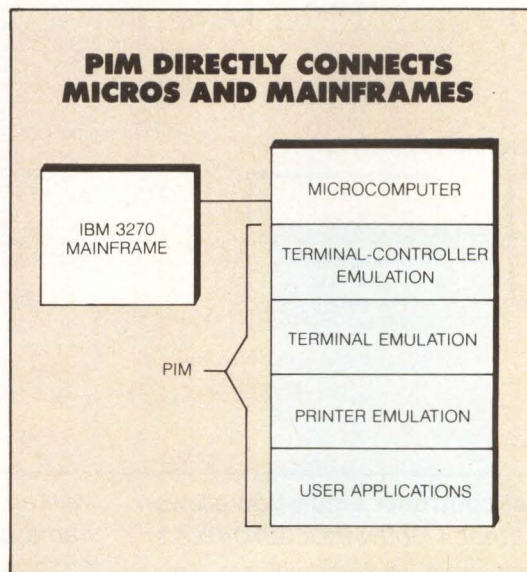 PIM DIRECTLY CONNECTS
MICROS AND MAINFRAMES
IBM 3270
MAINFRAME
MICROCOMPUTER
TERMINAL-CONTROLLER
EMULATION
TERMINAL EMULATION
PIM
PRINTER EMULATION
USER APPLICATIONS